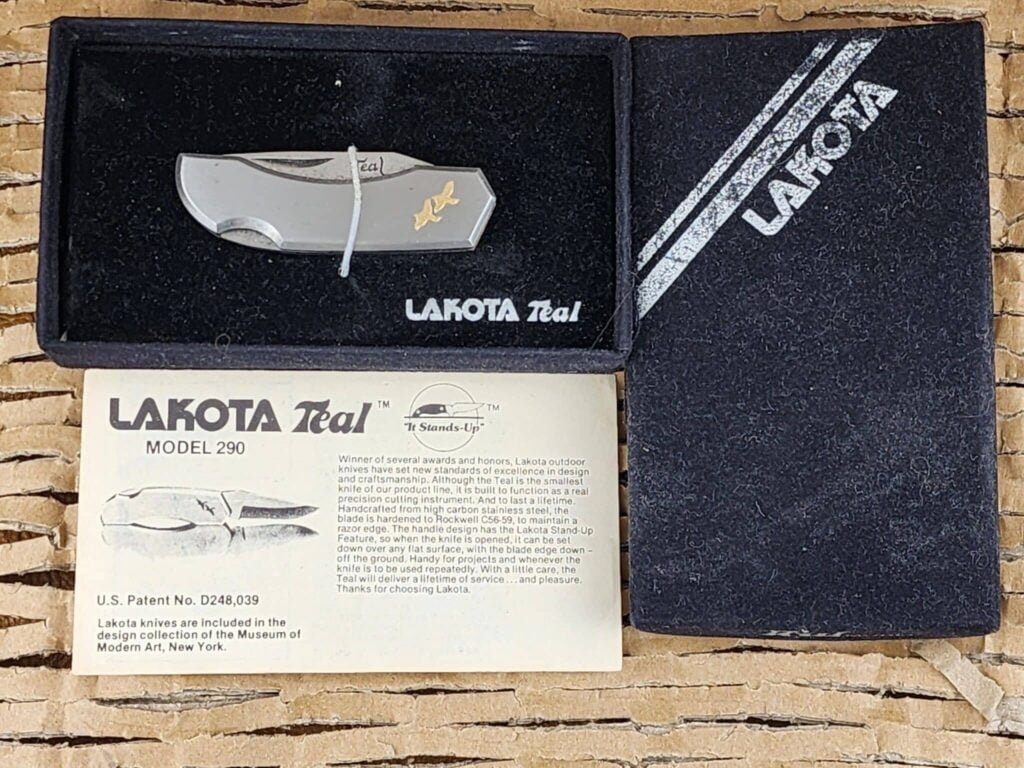 Teal
LAKOTA Teal
LAKOTA
LAKOTA Teal™
MODEL 290
"It Stands-Up"™
Winner of several awards and honors, Lakota outdoor
knives have set new standards of excellence in design
and craftsmanship. Although the Teal is the smallest
knife of our product line, it is built to function as a real
precision cutting instrument. And to last a lifetime.
Handcrafted from high carbon stainless steel, the
blade is hardened to Rockwell C56-59, to maintain a
razor edge. The handle design has the Lakota Stand-Up
Feature, so when the knife is opened, it can be set
down over any flat surface, with the blade edge down –
off the ground. Handy for projects and whenever the
knife is to be used repeatedly. With a little care, the
Teal will deliver a lifetime of service . . . and pleasure.
Thanks for choosing Lakota.
U.S. Patent No. D248,039
Lakota knives are included in the
design collection of the Museum of
Modern Art, New York.